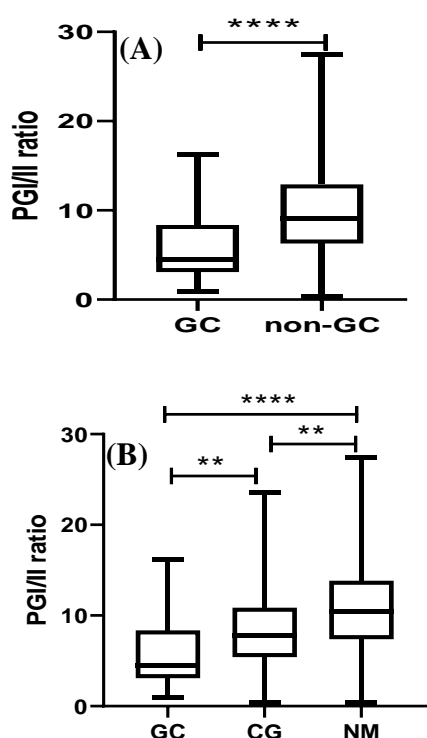 (A)
****
PGI/II ratio
30
20
10
0
GC non-GC
(B)
****
** **
PGI/II ratio
30
20
10
0
GC CG NM